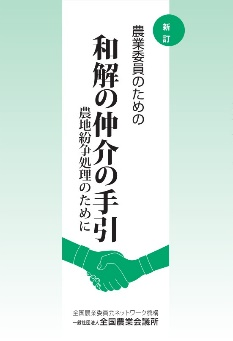 新訂
農業委員のための
和解の仲介の手引
農地紛争処理のために
全国農業委員会ネットワーク機構
一般社団法人 全国農業会議所